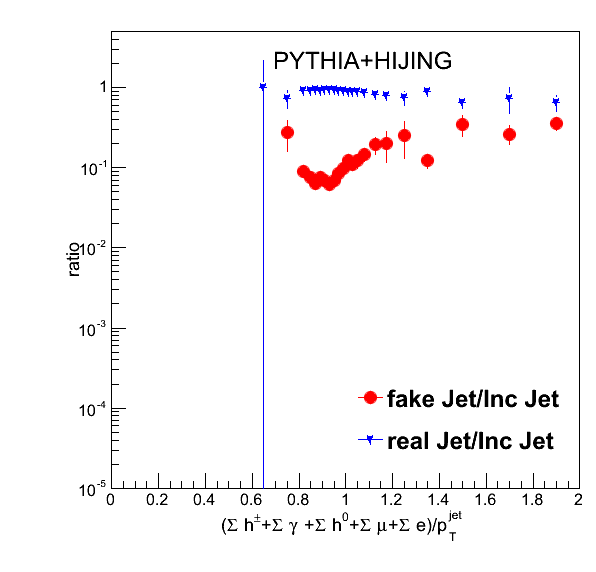 PYTHIA+HIJING
ratio
1
10⁻¹
10⁻²
10⁻³
10⁻⁴
10⁻⁵
fake Jet/Inc Jet
real Jet/Inc Jet
0 0.2 0.4 0.6 0.8 1 1.2 1.4 1.6 1.8 2
(Σ h^±+Σ γ +Σ h⁰+Σ μ+Σ e)/p_T^jet